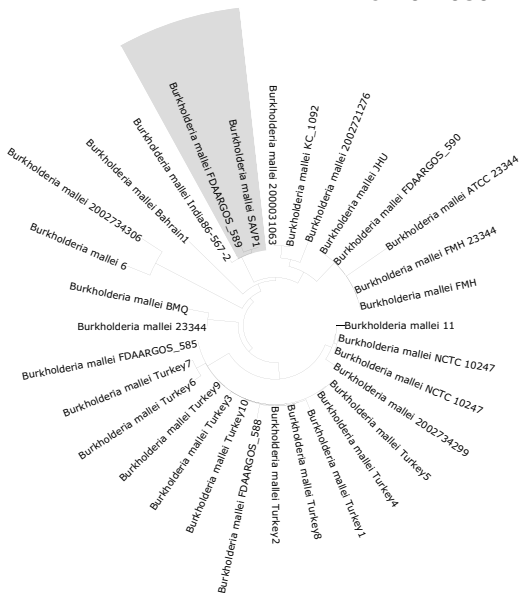 Burkholderia mallei 2000031063
Burkholderia mallei KC_1092
Burkholderia mallei 2002721276
Burkholderia mallei JHU
Burkholderia mallei FDAARGOS_590
Burkholderia mallei ATCC 23344
Burkholderia mallei FMH 23344
Burkholderia mallei FMH
Burkholderia mallei 11
Burkholderia mallei NCTC 10247
Burkholderia mallei NCTC 10247
Burkholderia mallei 2002734299
Burkholderia mallei Turkey5
Burkholderia mallei Turkey4
Burkholderia mallei Turkey1
Burkholderia mallei Turkey8
Burkholderia mallei Turkey2
Burkholderia mallei FDAARGOS_588
Burkholderia mallei Turkey10
Burkholderia mallei Turkey3
Burkholderia mallei Turkey9
Burkholderia mallei Turkey6
Burkholderia mallei Turkey7
Burkholderia mallei FDAARGOS_585
Burkholderia mallei 23344
Burkholderia mallei BMQ
Burkholderia mallei 6
Burkholderia mallei 2002734306
Burkholderia mallei Bahrain1
Burkholderia mallei India86-567-2
Burkholderia mallei FDAARGOS_589
Burkholderia mallei SAVP1